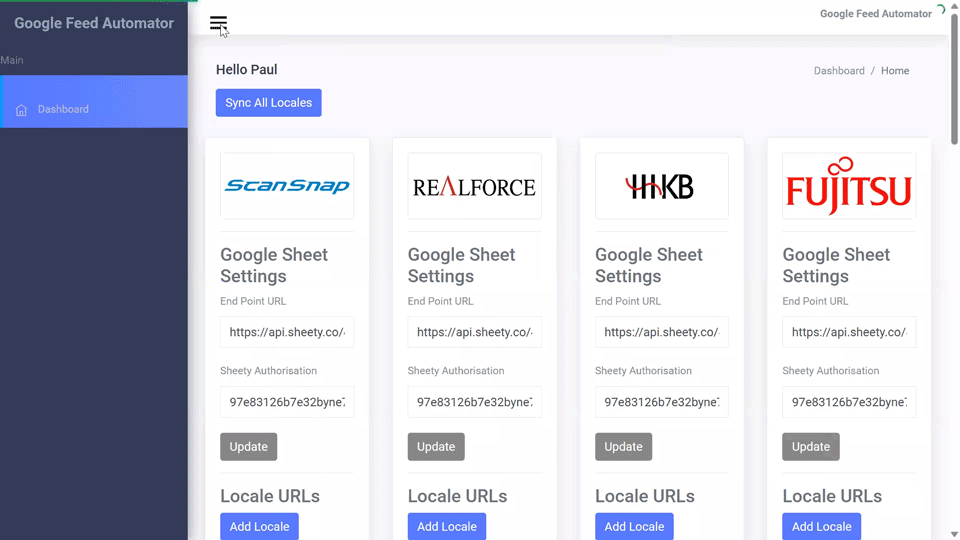 Google Feed Automator
Google Feed Automator
Main
Dashboard
Hello Paul
Dashboard / Home
Sync All Locales
ScanSnap
REALFORCE
HHKB
FUJITSU
Google Sheet
Settings
End Point URL
https://api.sheety.co/
Sheety Authorisation
97e83126b7e32byne
Update
Locale URLs
Add Locale
Google Sheet
Settings
End Point URL
https://api.sheety.co/
Sheety Authorisation
97e83126b7e32byne
Update
Locale URLs
Add Locale
Google Sheet
Settings
End Point URL
https://api.sheety.co/
Sheety Authorisation
97e83126b7e32byne
Update
Locale URLs
Add Locale
Google Sheet
Settings
End Point URL
https://api.sheety.co/
Sheety Authorisation
97e83126b7e32byne
Update
Locale URLs
Add Locale